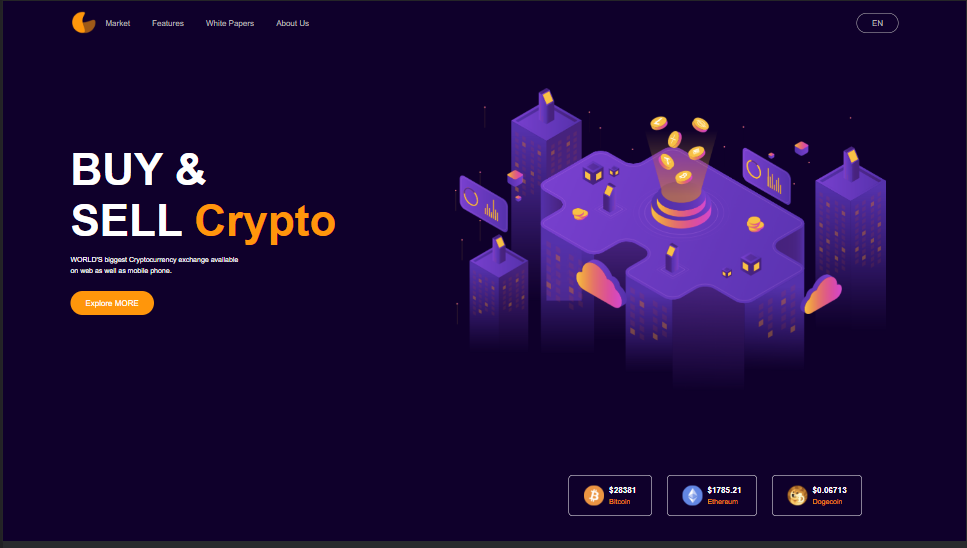 Market Features White Papers About Us EN
BUY &
SELL Crypto
WORLD'S biggest Cryptocurrency exchange available
on web as well as mobile phone.
Explore MORE
$28381 $1785.21 $0.06713
Bitcoin Ethereum Dogecoin